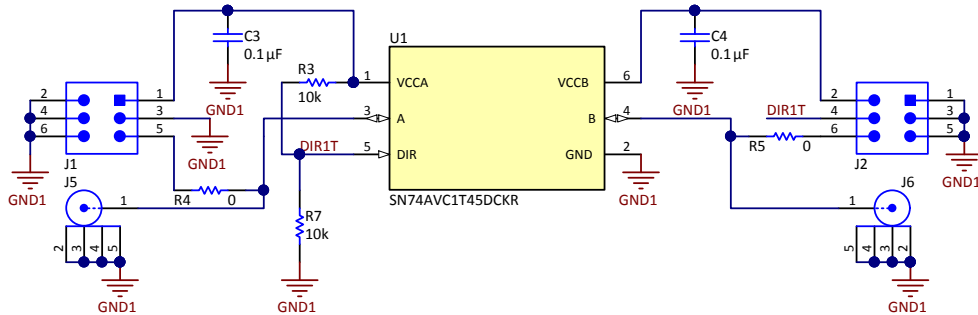 U1
C3
0.1µF
C4
0.1µF
R3
10k
1
VCCA
VCCB
6
GND1
GND1
2
1
3
A
B
4
2
1
4
3
DIR1T
4
3
6
5
GND1
DIR1T
5
DIR
GND
2
R5
0
6
5
J1
J2
GND1
R4
0
GND1
SN74AVC1T45DCKR
GND1
J5
1
R7
10k
J6
1
2
3
4
5
5
4
3
2
GND1
GND1
GND1